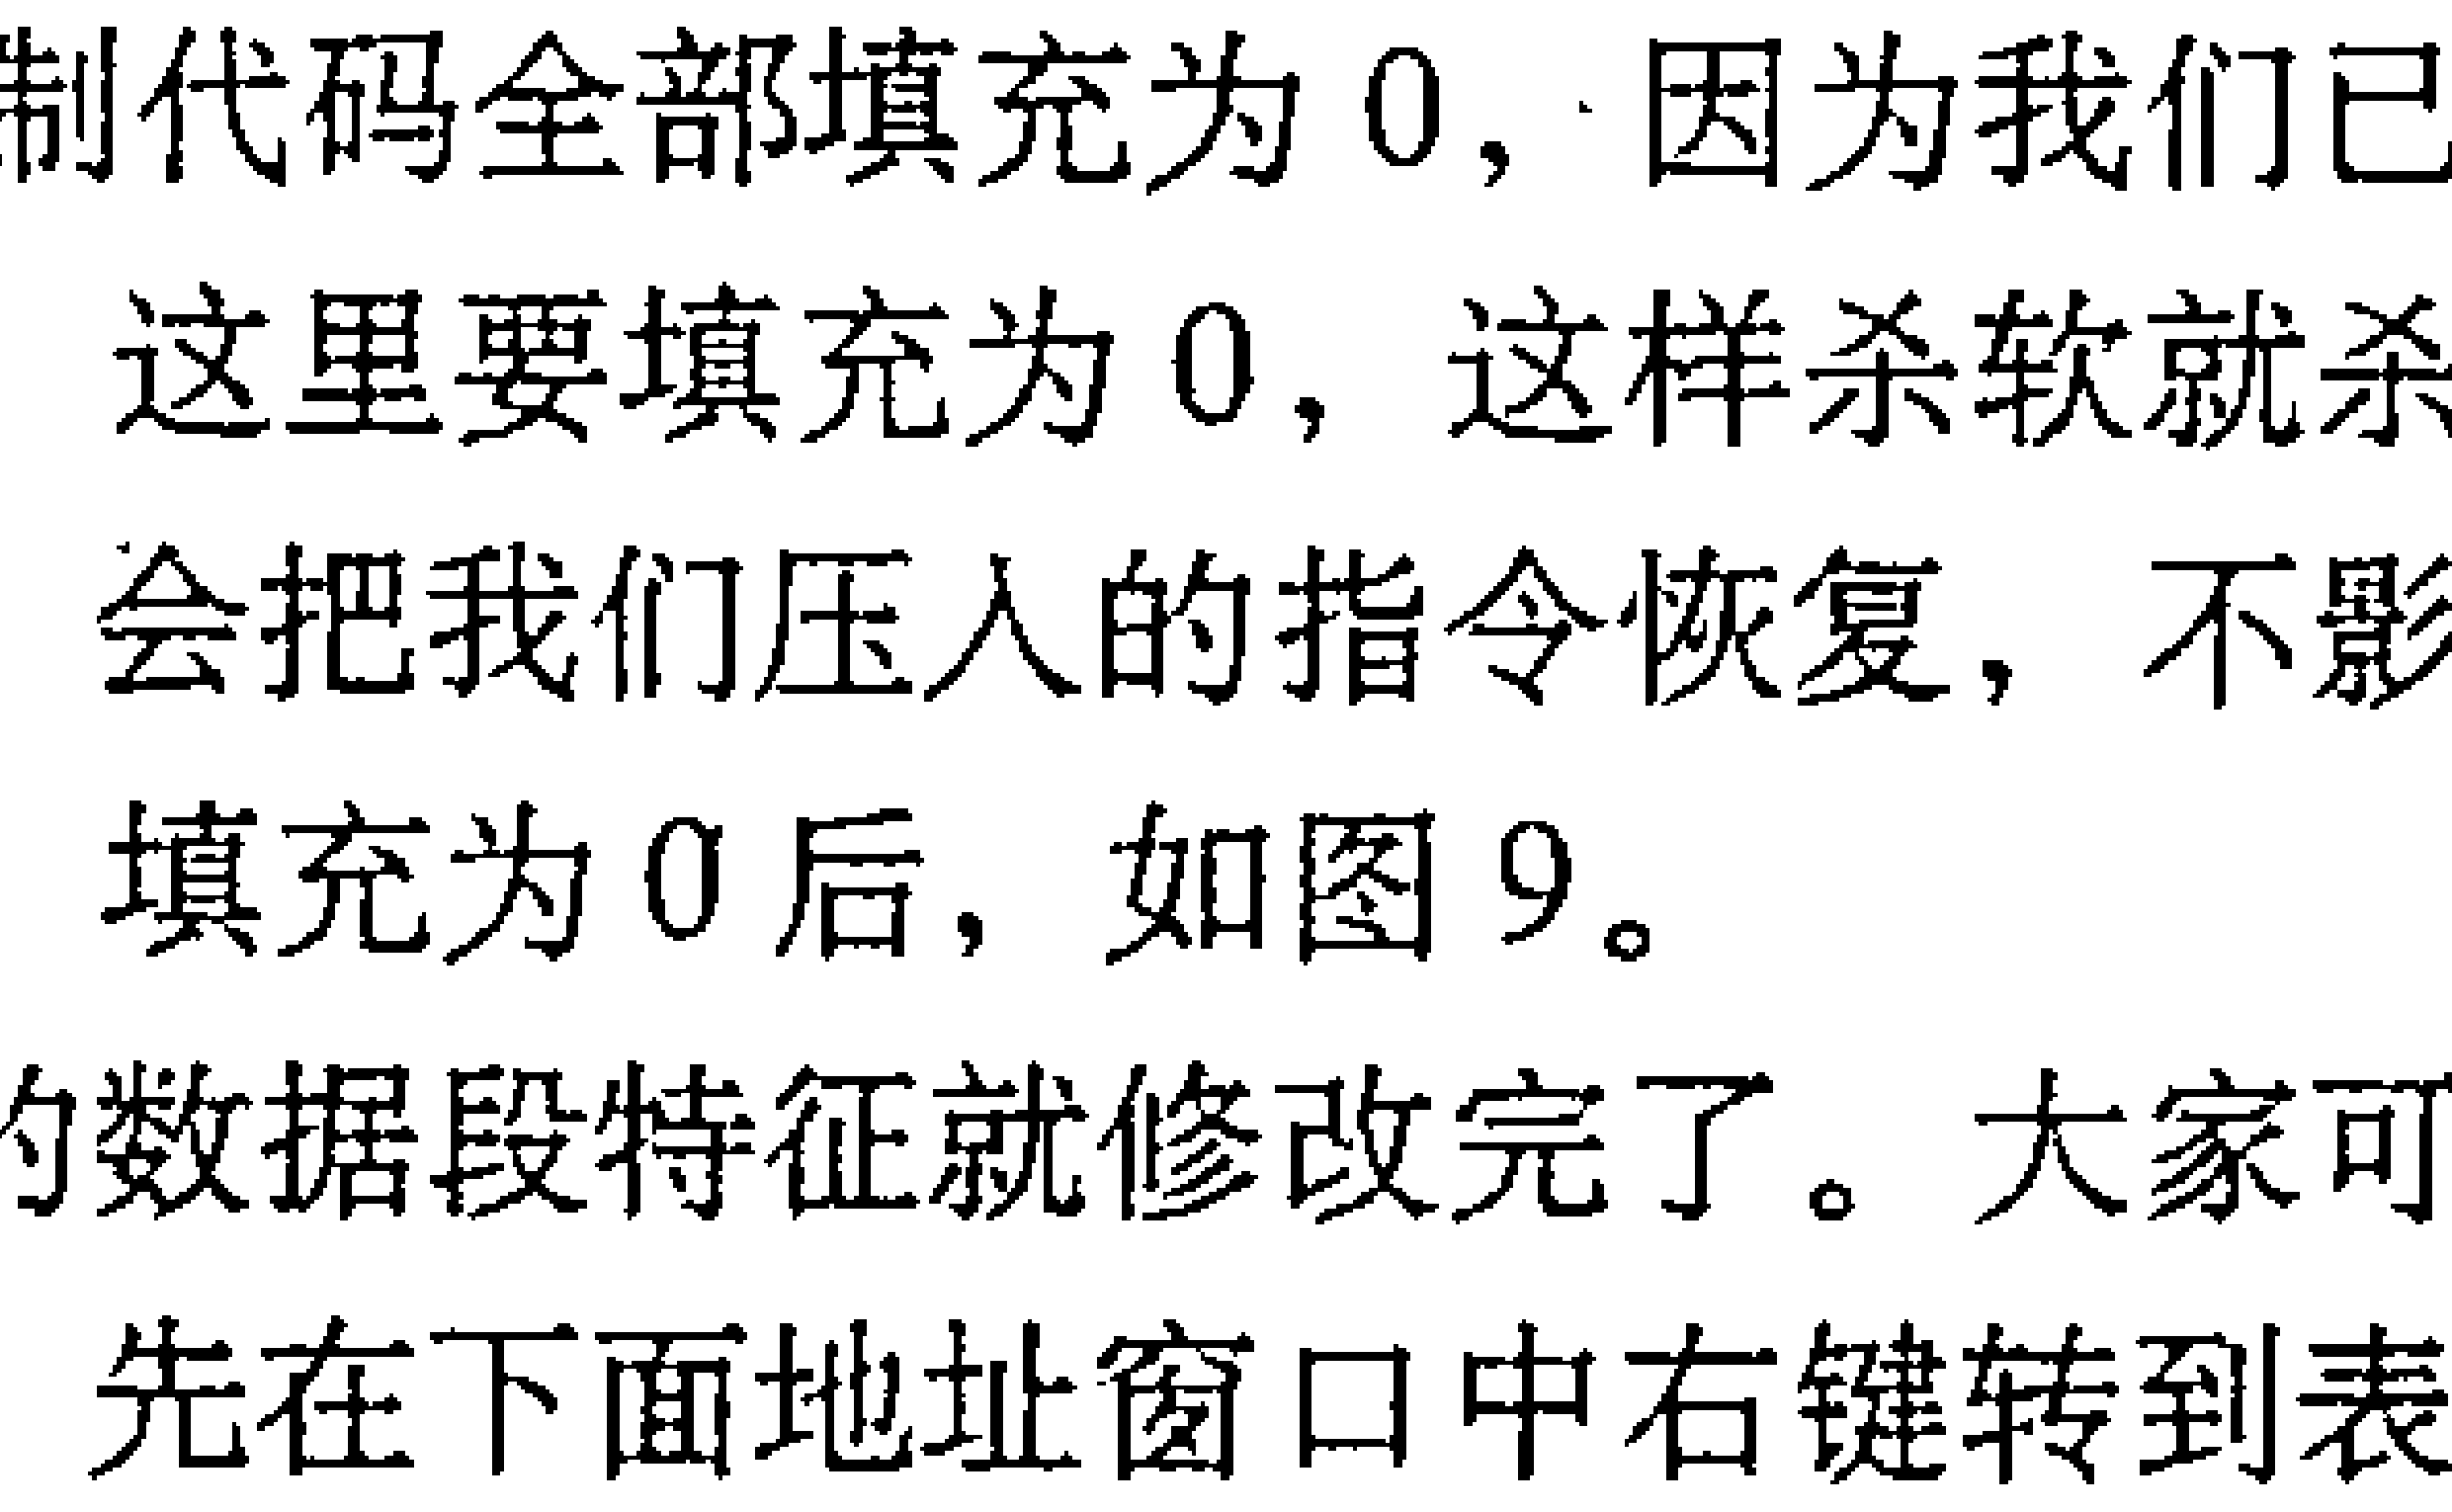 制代码全部填充为 0，因为我们已
这里要填充为 0，这样杀软就杀
会把我们压入的指令恢复，不影
填充为 0 后，如图 9。
的数据段特征就修改完了。大家可
先在下面地址窗口中右键转到表